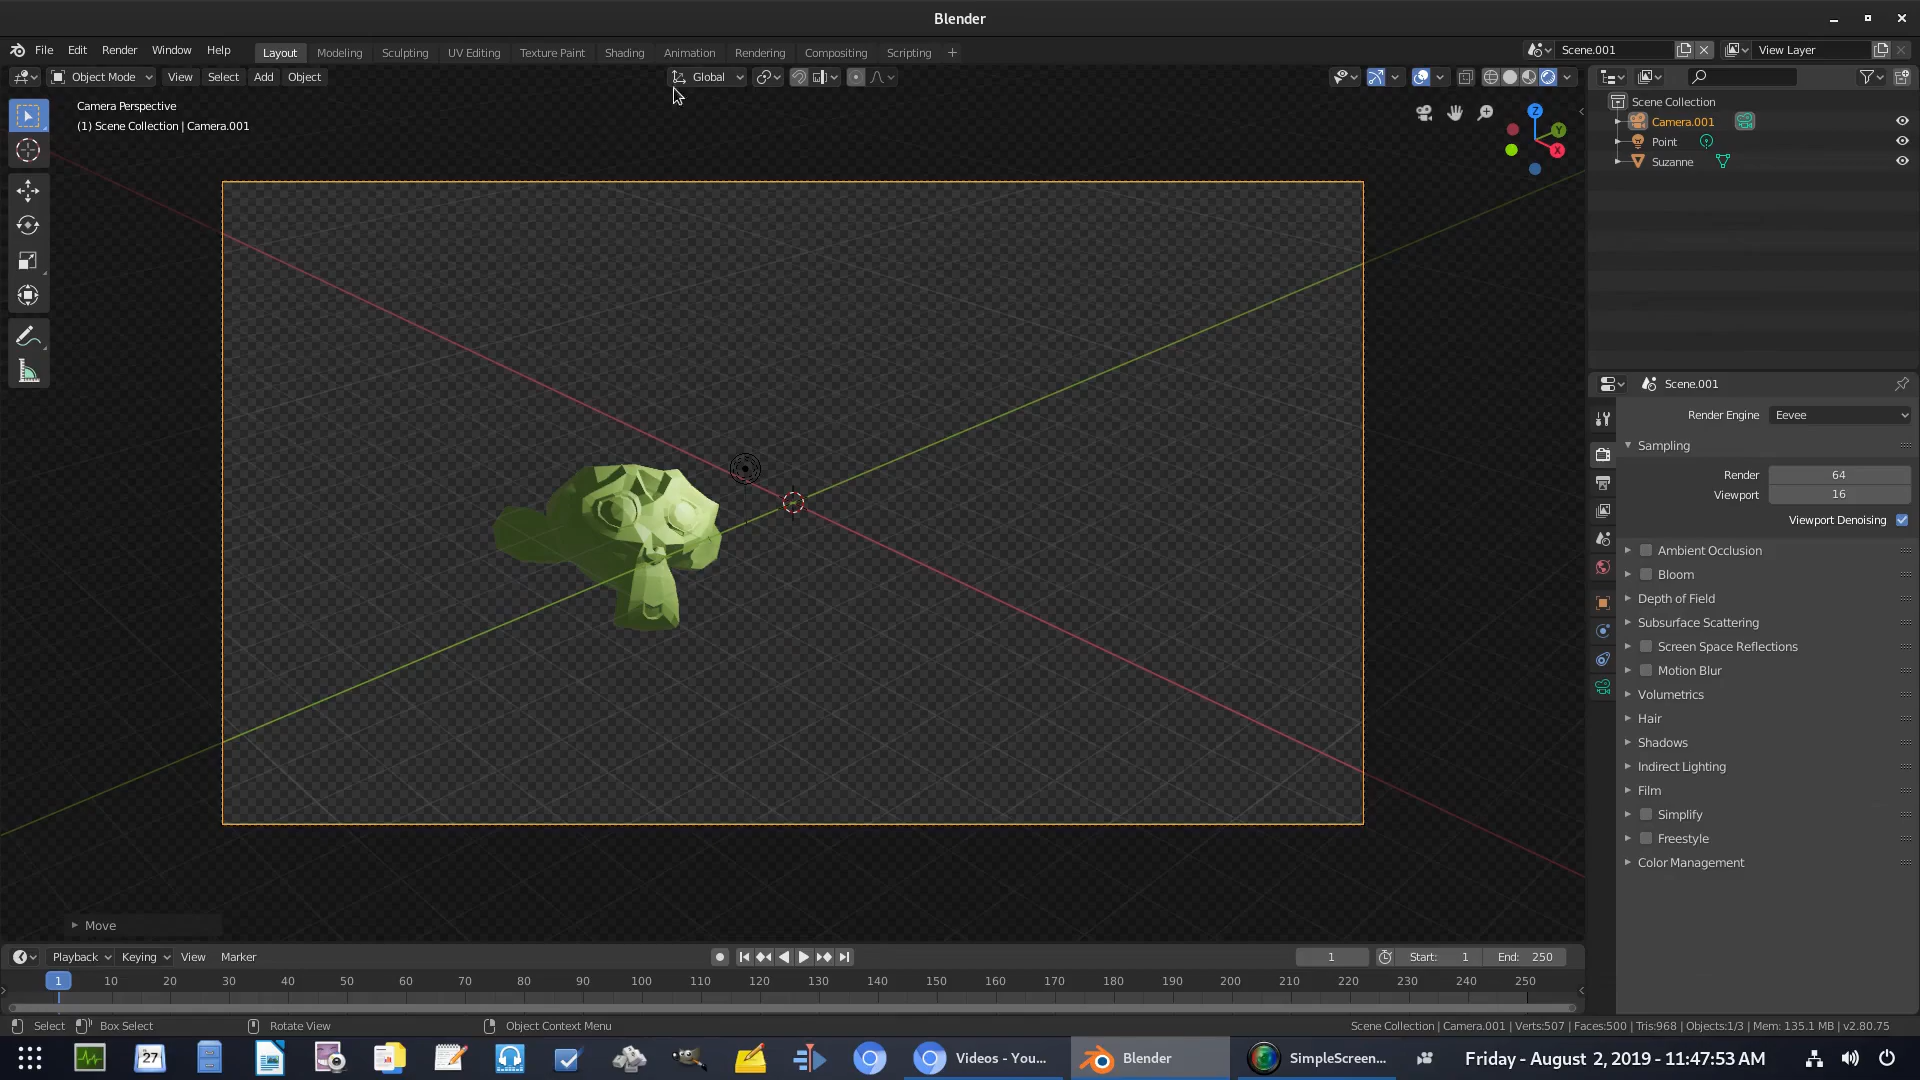 Blender
File Edit Render Window Help
Layout Modeling Sculpting UV Editing Texture Paint Shading Animation Rendering Compositing Scripting +
Scene.001
View Layer
Object Mode View Select Add Object
Global
Camera Perspective
(1) Scene Collection | Camera.001
Z
Y
X
Scene Collection
Camera.001
Point
Suzanne
Scene.001
Render Engine Eevee
Sampling
Render 64
Viewport 16
Viewport Denoising
Ambient Occlusion
Bloom
Depth of Field
Subsurface Scattering
Screen Space Reflections
Motion Blur
Volumetrics
Hair
Shadows
Indirect Lighting
Film
Simplify
Freestyle
Color Management
Move
Playback Keying View Marker
1 Start: 1 End: 250
1 10 20 30 40 50 60 70 80 90 100 110 120 130 140 150 160 170 180 190 200 210 220 230 240 250
Select Box Select Rotate View Object Context Menu
Scene Collection | Camera.001 | Verts:507 | Faces:500 | Tris:968 | Objects:1/3 | Mem: 135.1 MB | v2.80.75
27
Videos - You...
Blender
SimpleScreen...
Friday - August 2, 2019 - 11:47:53 AM